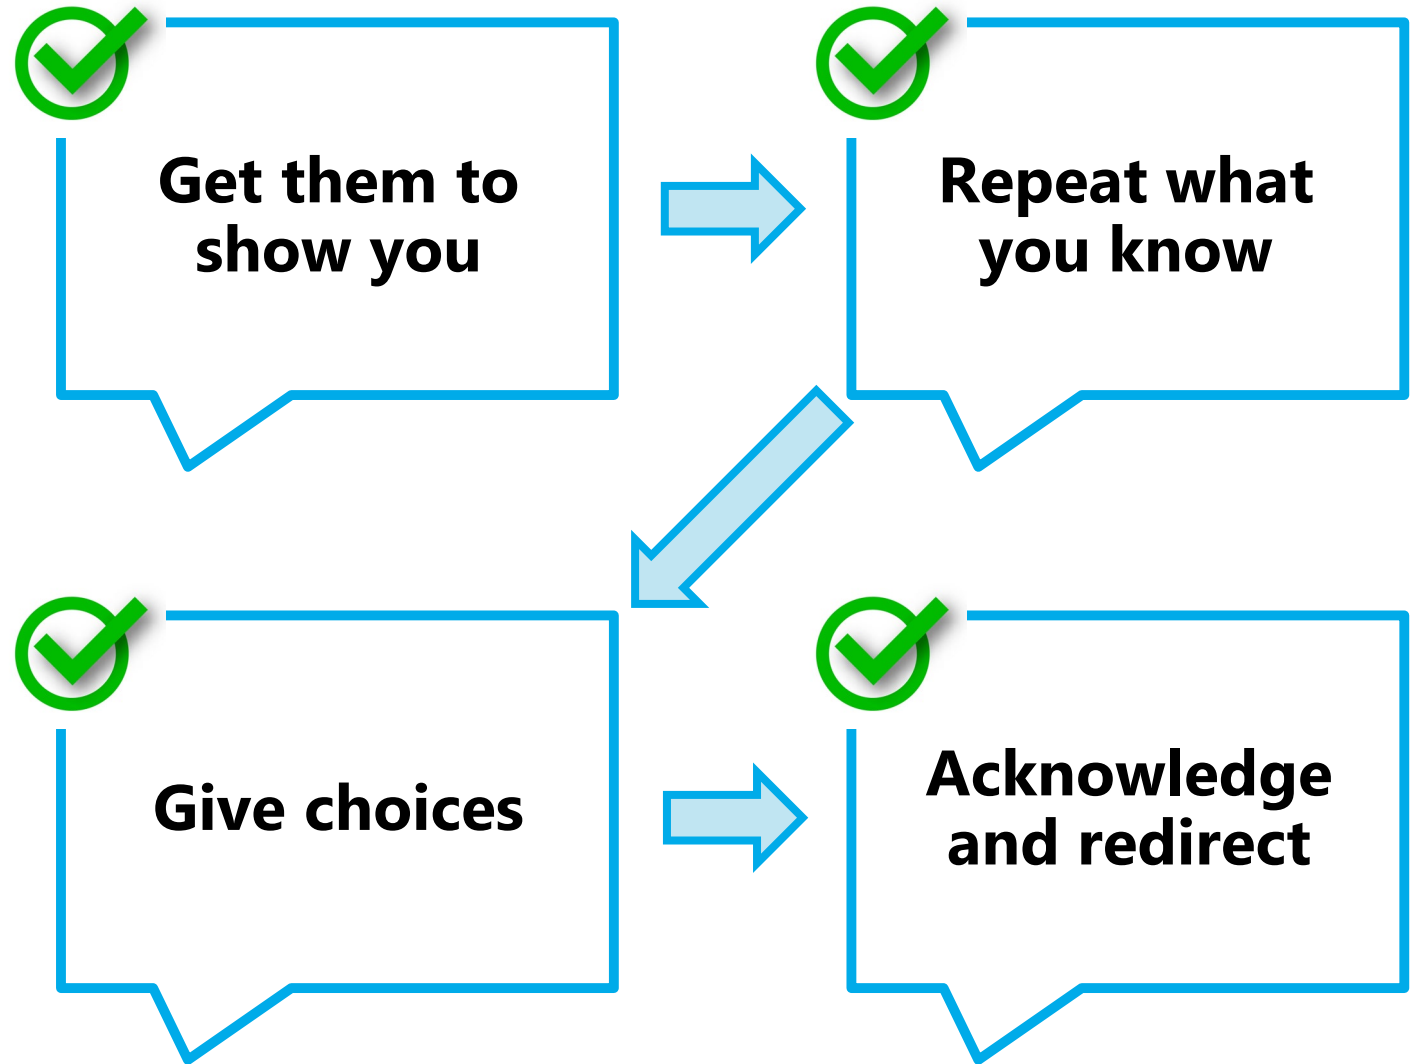 Get them to
show you
Repeat what
you know
Give choices
Acknowledge
and redirect